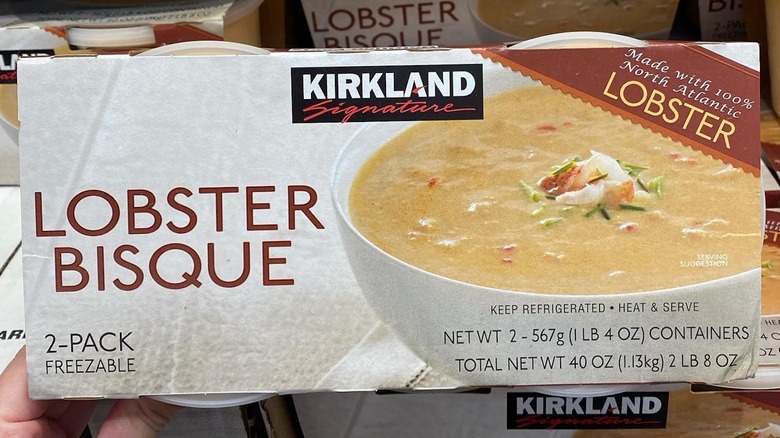 LOBSTER
BISQUE
KIRKLAND
Signature
Made with 100%
North Atlantic
LOBSTER
LOBSTER
BISQUE
SERVING
SUGGESTION
KEEP REFRIGERATED • HEAT & SERVE
2-PACK
FREEZABLE
NET WT 2 - 567g (1 LB 4 OZ) CONTAINERS
TOTAL NET WT 40 OZ (1.13kg) 2 LB 8 OZ
KIRKLAND
Signature